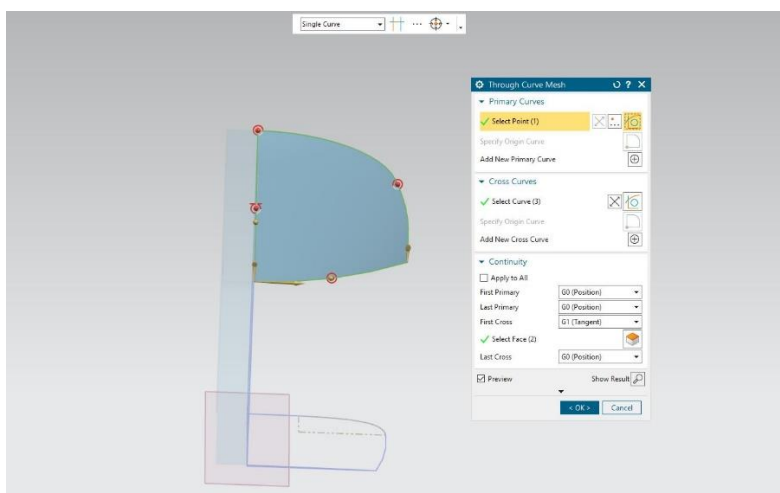 Single Curve
Through Curve Mesh
Primary Curves
Select Point (1)
Specify Origin Curve
Add New Primary Curve
Cross Curves
Select Curve (3)
Specify Origin Curve
Add New Cross Curve
Continuity
Apply to All
First Primary G0 (Position)
Last Primary G0 (Position)
First Cross G1 (Tangent)
Select Face (2)
Last Cross G0 (Position)
Preview Show Result
< OK > Cancel